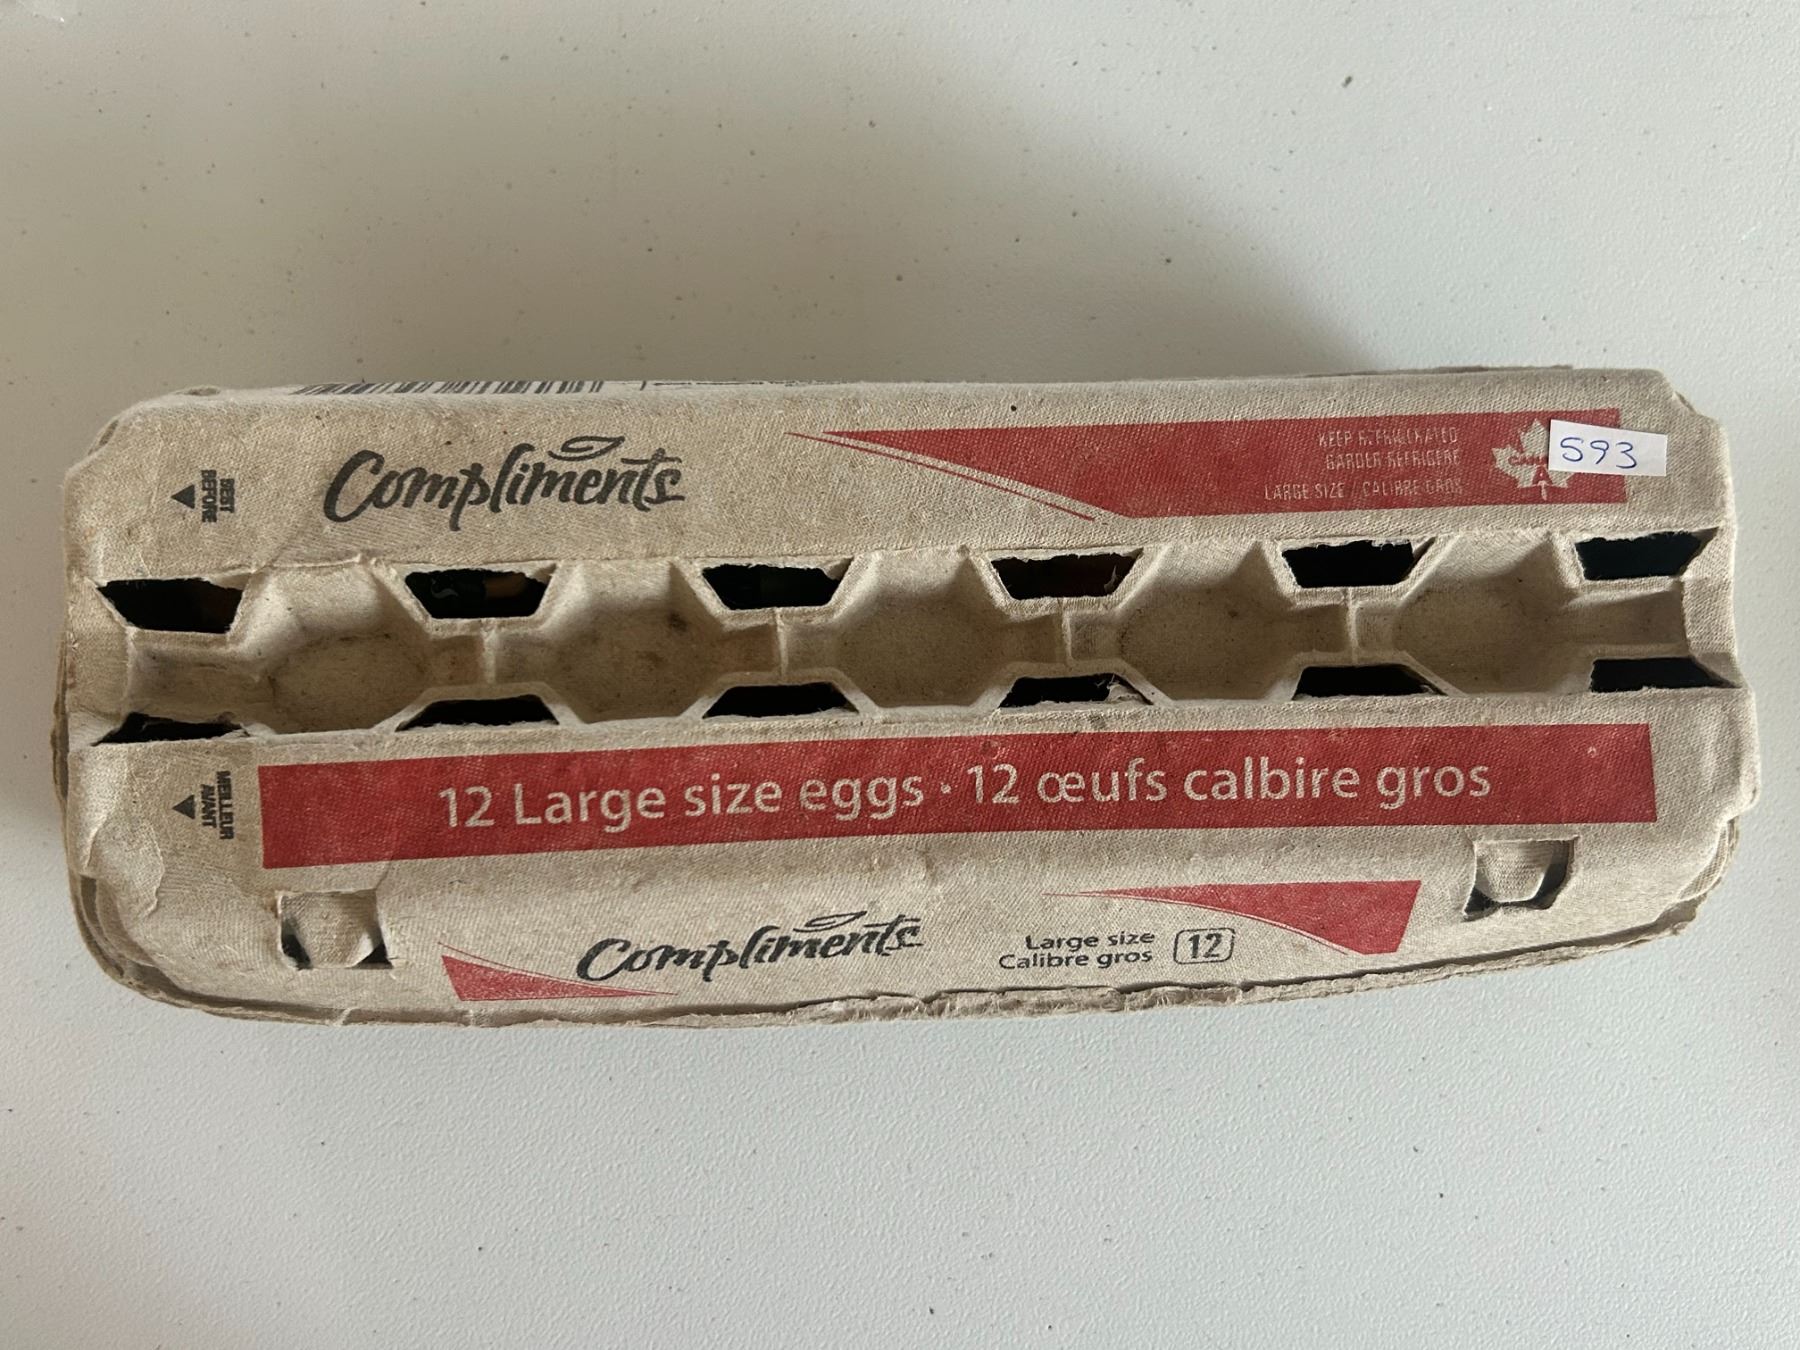 BEST
BEFORE
Compliments
KEEP REFRIGERATED
GARDER REFRIGERE
LARGE SIZE / CALIBRE GROS
A
593
MEILLEUR
AVANT
12 Large size eggs · 12 œufs calbire gros
Compliments
Large size
Calibre gros
12